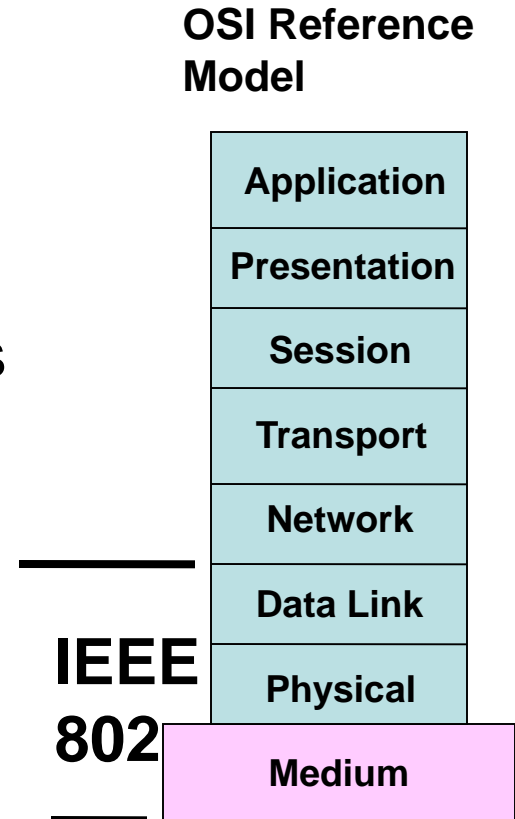 OSI Reference
Model
Application
Presentation
s
Session
Transport
Network
Data Link
IEEE
802
Physical
Medium